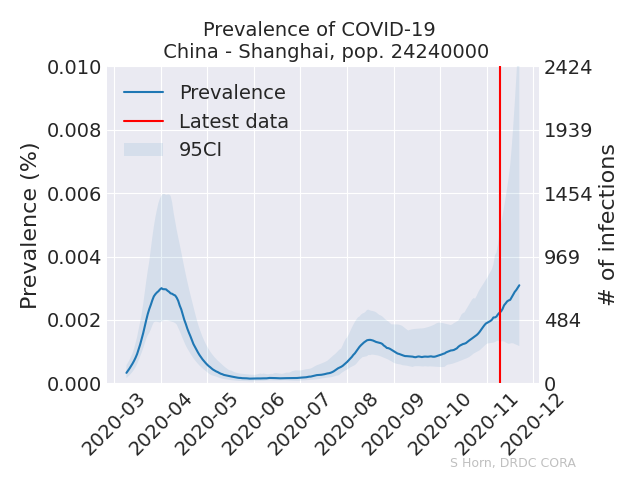 Prevalence of COVID-19
China - Shanghai, pop. 24240000
0.010
0.008
0.006
0.004
0.002
0.000
Prevalence (%)
Prevalence
Latest data
95CI
2424
1939
1454
969
484
0
# of infections
2020-03
2020-04
2020-05
2020-06
2020-07
2020-08
2020-09
2020-10
2020-11
2020-12
S Horn, DRDC CORA